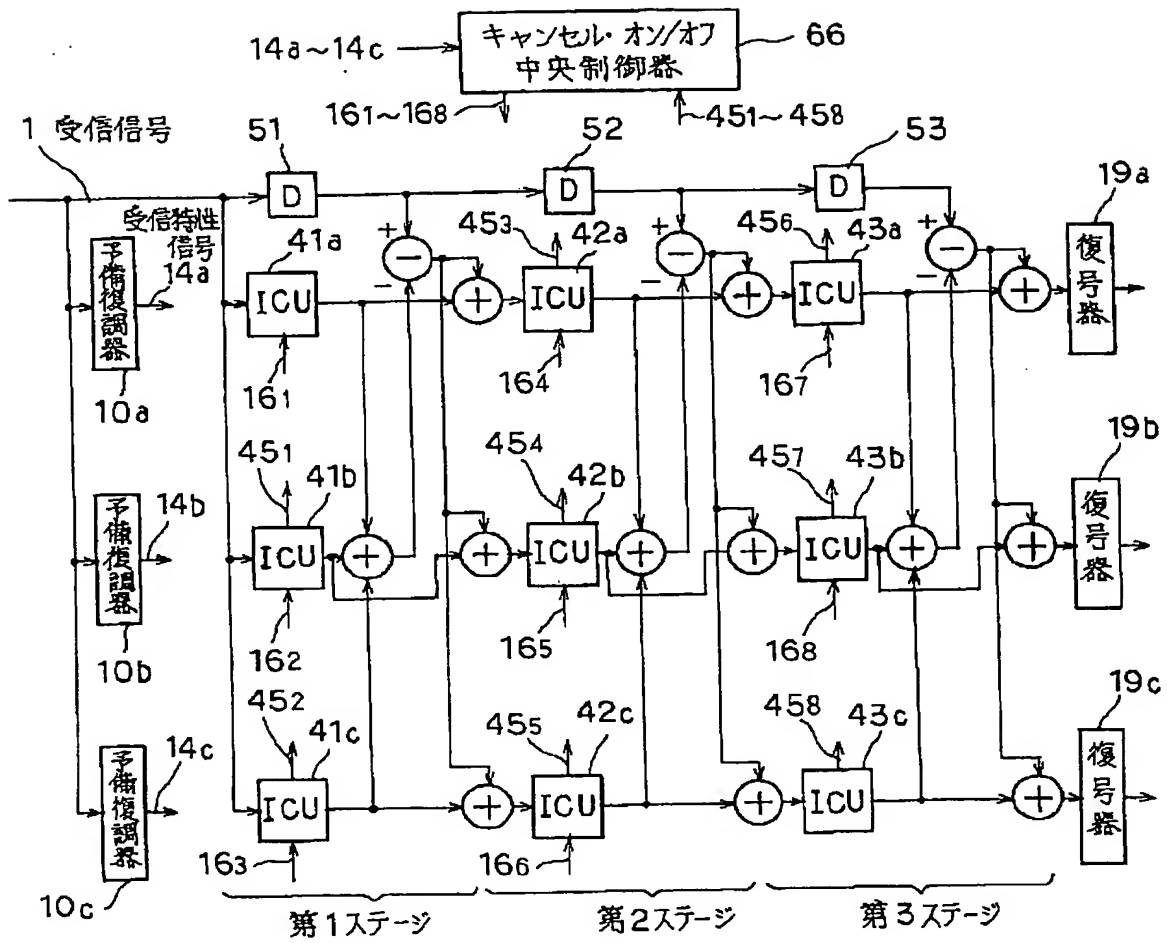 キャンセル・オン/オフ
中央制御器
66
14a～14c
161～168
451～458
1 受信信号
51
D
52
D
53
D
19a
復号器
受信特性
信号
14a
予備復調器
10a
41a
ICU
161
+
-
-
+
453
42a
ICU
164
+
-
-
+
456
43a
ICU
167
+
-
-
+
14b
予備復調器
10b
451
41b
ICU
162
+
+
454
42b
ICU
165
+
+
457
43b
ICU
168
+
+
19b
復号器
14c
予備復調器
10c
452
41c
ICU
163
+
455
42c
ICU
166
+
458
43c
ICU
+
19c
復号器
第1ステージ
第2ステージ
第3ステージ